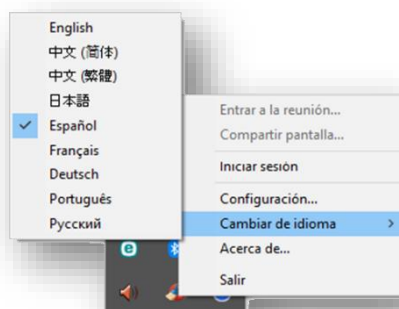 English
中文 (简体)
中文 (繁體)
日本語
Español
Français
Deutsch
Português
Русский
Entrar a la reunión...
Compartir pantalla...
Iniciar sesión
Configuración...
Cambiar de idioma
Acerca de...
Salir